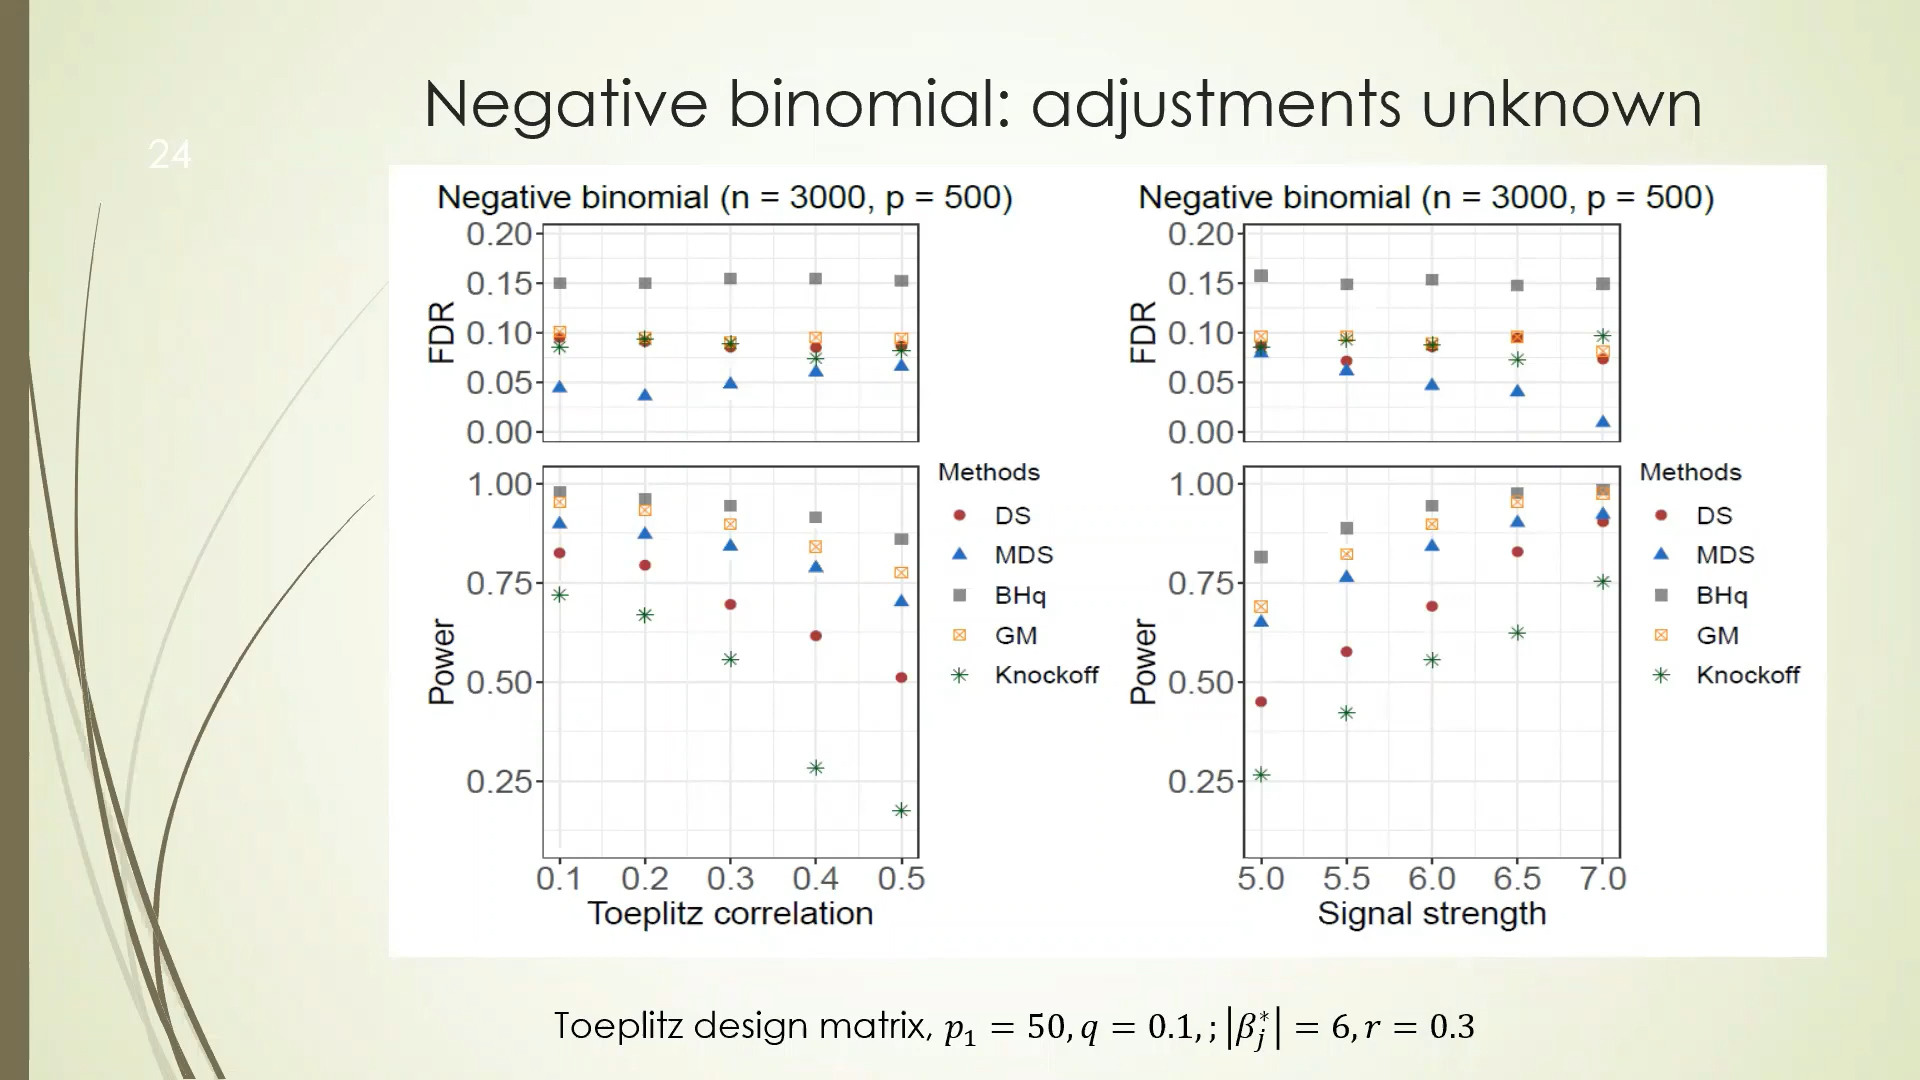 Negative binomial: adjustments unknown
24
Negative binomial (n = 3000, p = 500)
0.20
0.15
0.10
0.05
0.00
FDR
1.00
0.75
0.50
0.25
Power
0.1 0.2 0.3 0.4 0.5
Toeplitz correlation
Methods
DS
MDS
BHq
GM
Knockoff
Negative binomial (n = 3000, p = 500)
0.20
0.15
0.10
0.05
0.00
FDR
1.00
0.75
0.50
0.25
Power
5.0 5.5 6.0 6.5 7.0
Signal strength
Methods
DS
MDS
BHq
GM
Knockoff
Toeplitz design matrix, p₁ = 50, q = 0.1, ; |β*ⱼ| = 6, r = 0.3